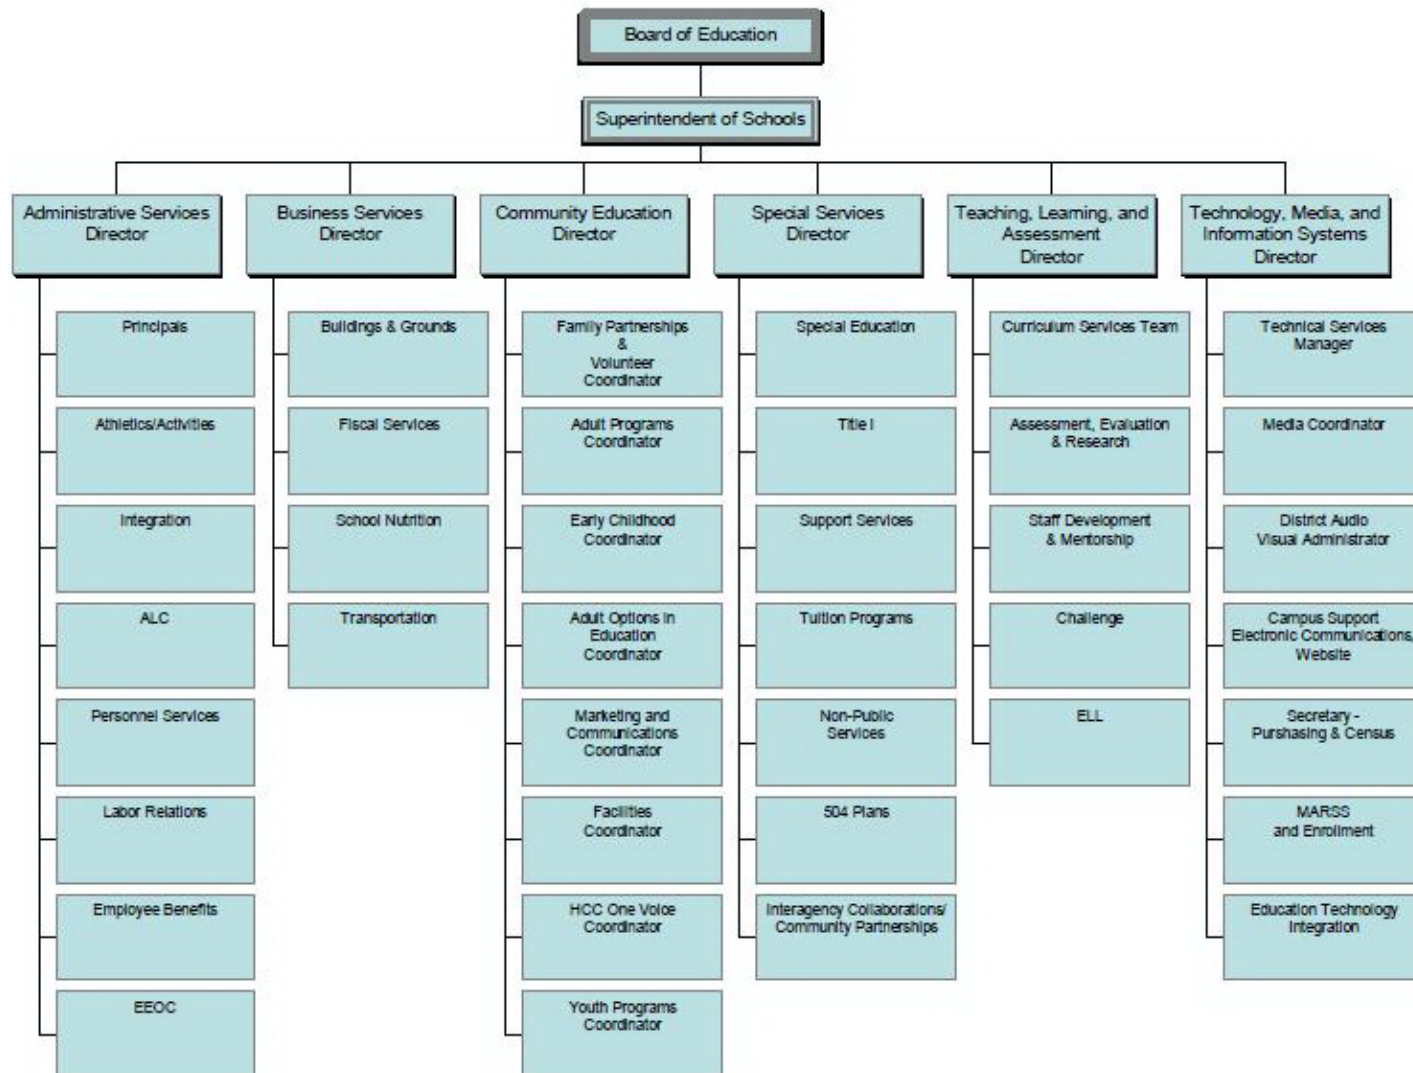 Board of Education
Superintendent of Schools
Administrative Services
Director
Business Services
Director
Community Education
Director
Special Services
Director
Teaching, Learning, and
Assessment
Director
Technology, Media, and
Information Systems
Director
Principals
Athletics/Activities
Integration
ALC
Personnel Services
Labor Relations
Employee Benefits
EEOC
Buildings & Grounds
Fiscal Services
School Nutrition
Transportation
Family Partnerships
&
Volunteer
Coordinator
Adult Programs
Coordinator
Early Childhood
Coordinator
Adult Options in
Education
Coordinator
Marketing and
Communications
Coordinator
Facilities
Coordinator
HCC One Voice
Coordinator
Youth Programs
Coordinator
Special Education
Title I
Support Services
Tuition Programs
Non-Public
Services
504 Plans
Interagency Collaborations/
Community Partnerships
Curriculum Services Team
Assessment, Evaluation
& Research
Staff Development
& Mentorship
Challenge
ELL
Technical Services
Manager
Media Coordinator
District Audio
Visual Administrator
Campus Support
Electronic Communications,
Website
Secretary -
Purshasing & Census
MARSS
and Enrollment
Education Technology
Integration